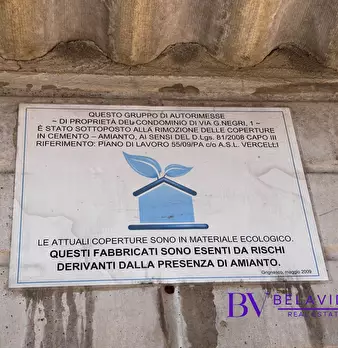 QUESTO GRUPPO DI AUTORIMESSE
~ DI PROPRIETÀ DEL CONDOMINIO DI VIA G.NEGRI, 1 ~
È STATO SOTTOPOSTO ALLA RIMOZIONE DELLE COPERTURE
IN CEMENTO – AMIANTO, AI SENSI DEL D.Lgs. 81/2008 CAPO III
RIFERIMENTO: PIANO DI LAVORO 55/09/PA c/o A.S.L. VERCELLI
LE ATTUALI COPERTURE SONO IN MATERIALE ECOLOGICO.
QUESTI FABBRICATI SONO ESENTI DA RISCHI
DERIVANTI DALLA PRESENZA DI AMIANTO.
Grignasco, maggio 2009
BV BELAVI
REAL ESTAT